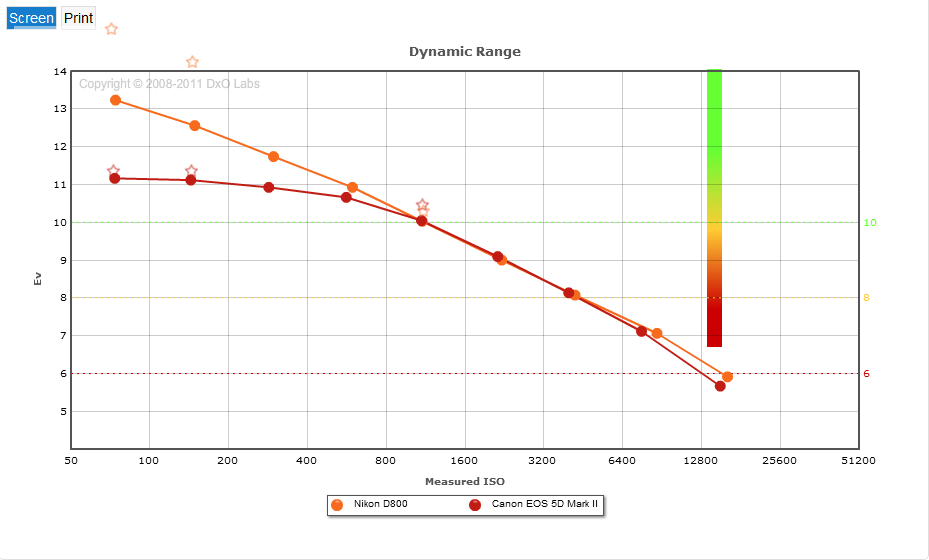 Screen Print
Dynamic Range
Copyright © 2008-2011 DxO Labs
14
13
12
11
10 10
9
8 8
7
6 6
5
Ev
50 100 200 400 800 1600 3200 6400 12800 25600 51200
Measured ISO
Nikon D800 Canon EOS 5D Mark II